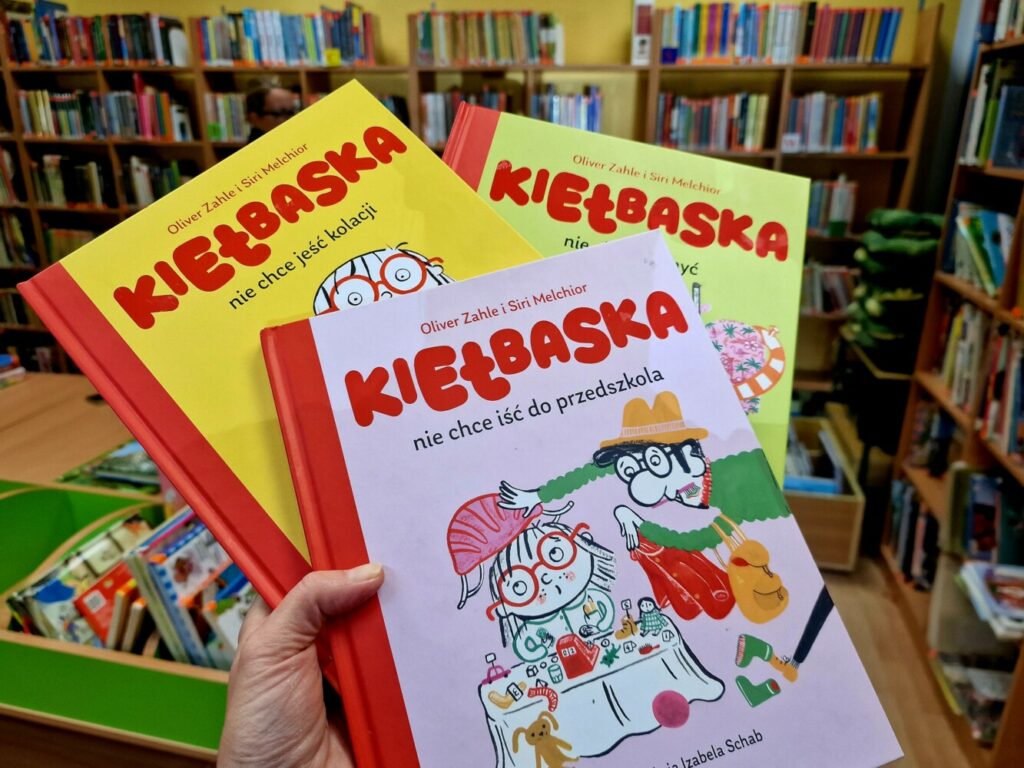 Oliver Zahle i Siri Melchior
KIEŁBASKA
nie chce jeść kolacji
Oliver Zahle i Siri Melchior
KIEŁBASKA
nie
Oliver Zahle i Siri Melchior
KIEŁBASKA
nie chce iść do przedszkola
Izabela Schab